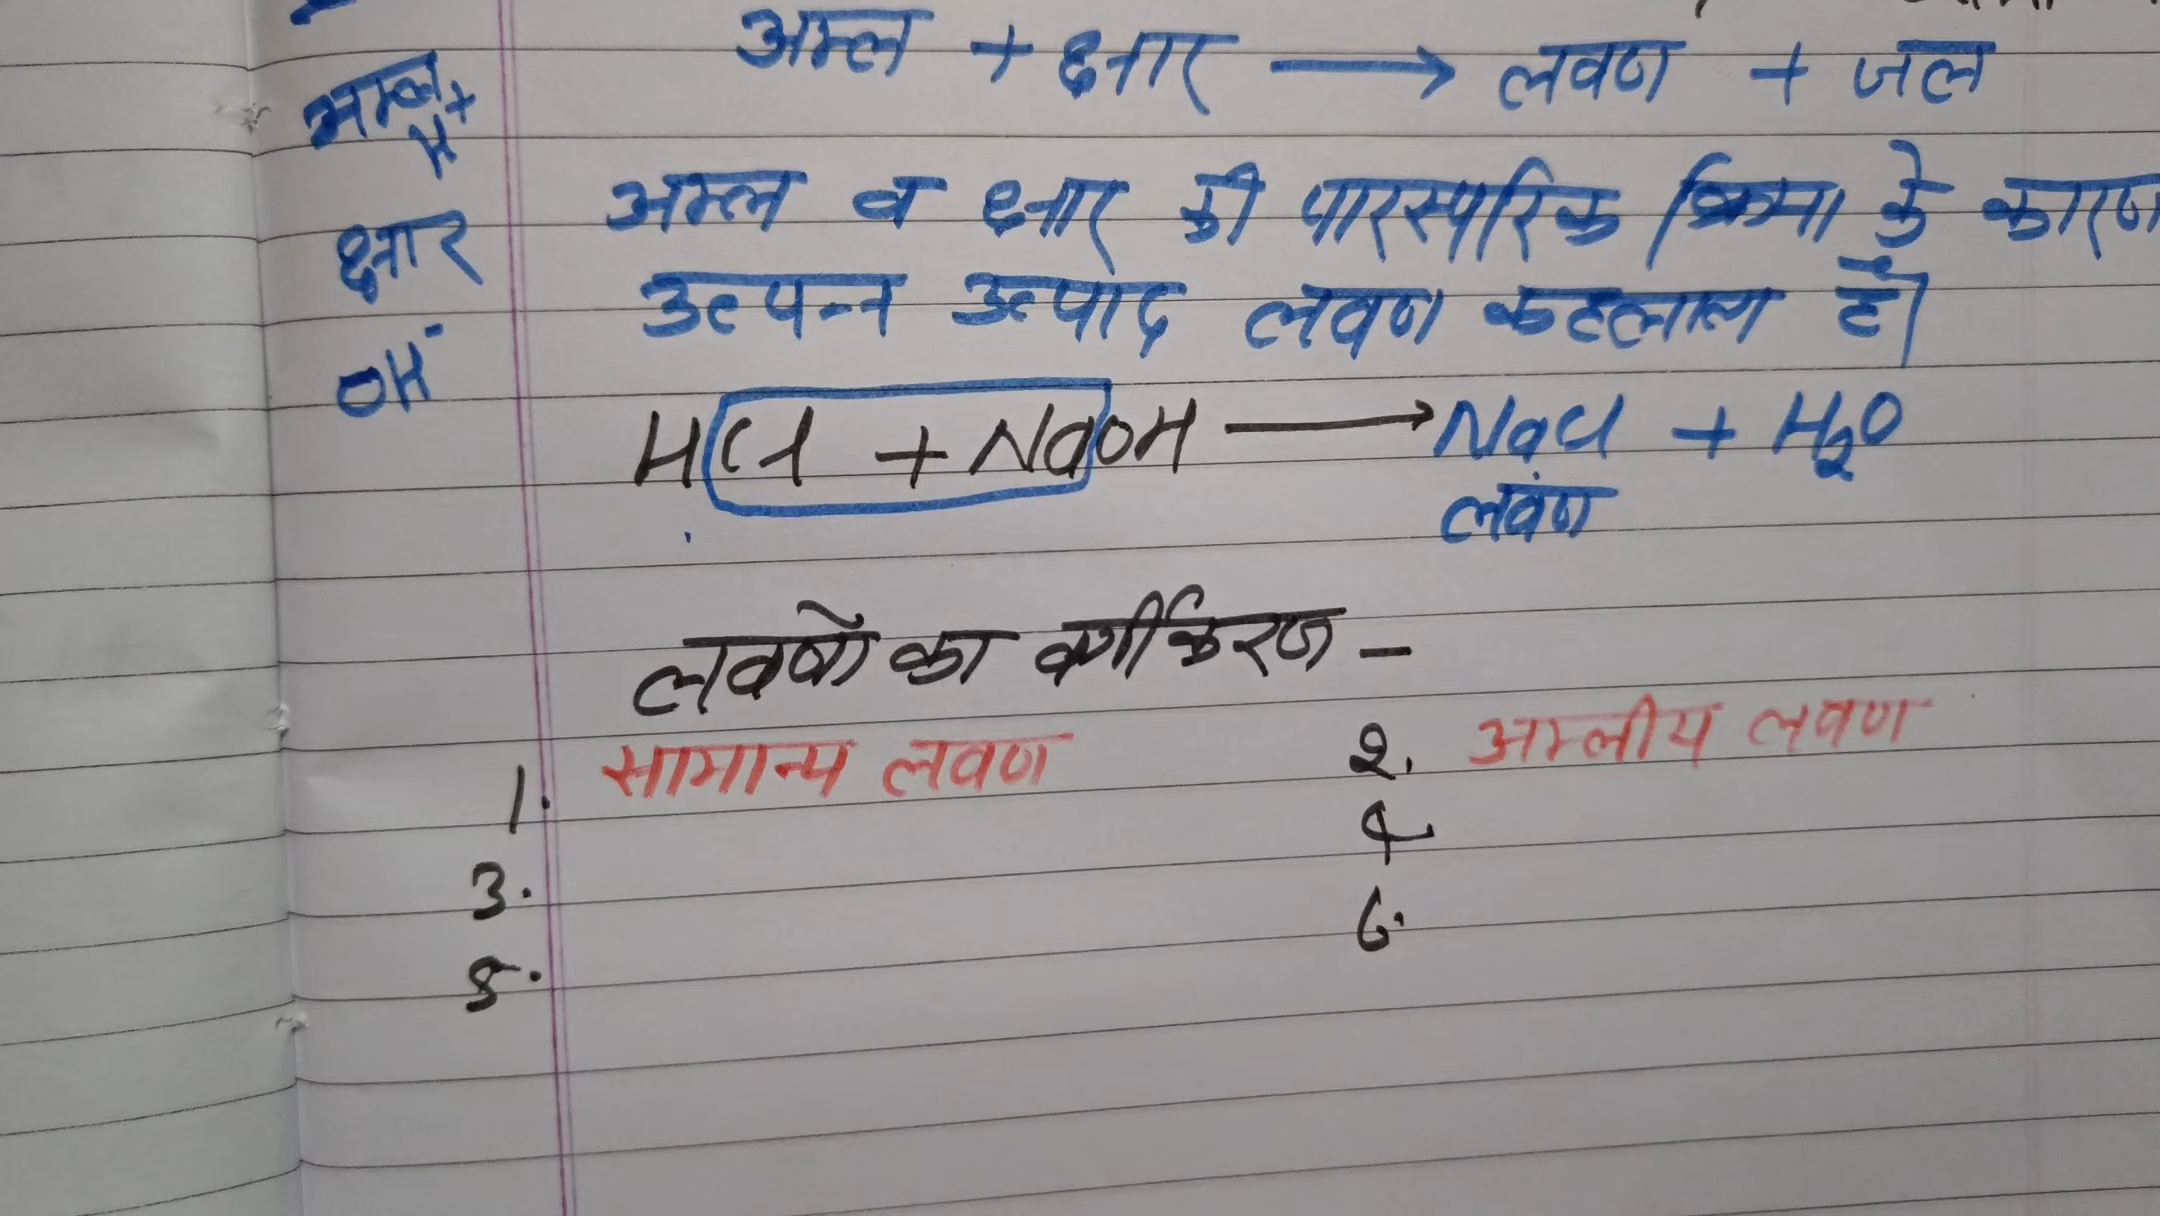 अम्ल + क्षार ⟶ लवण + जल
अम्ल H⁺
अम्ल व क्षार की पारस्परिक क्रिया के कारण
क्षार
उत्पन्न उत्पाद लवण कहलाता है।
OH⁻
HCl + NaOH ⟶ NaCl + H₂O
लवण
लवणों का वर्गीकरण –
1. सामान्य लवण 2. अम्लीय लवण
3. 4
5. 6.